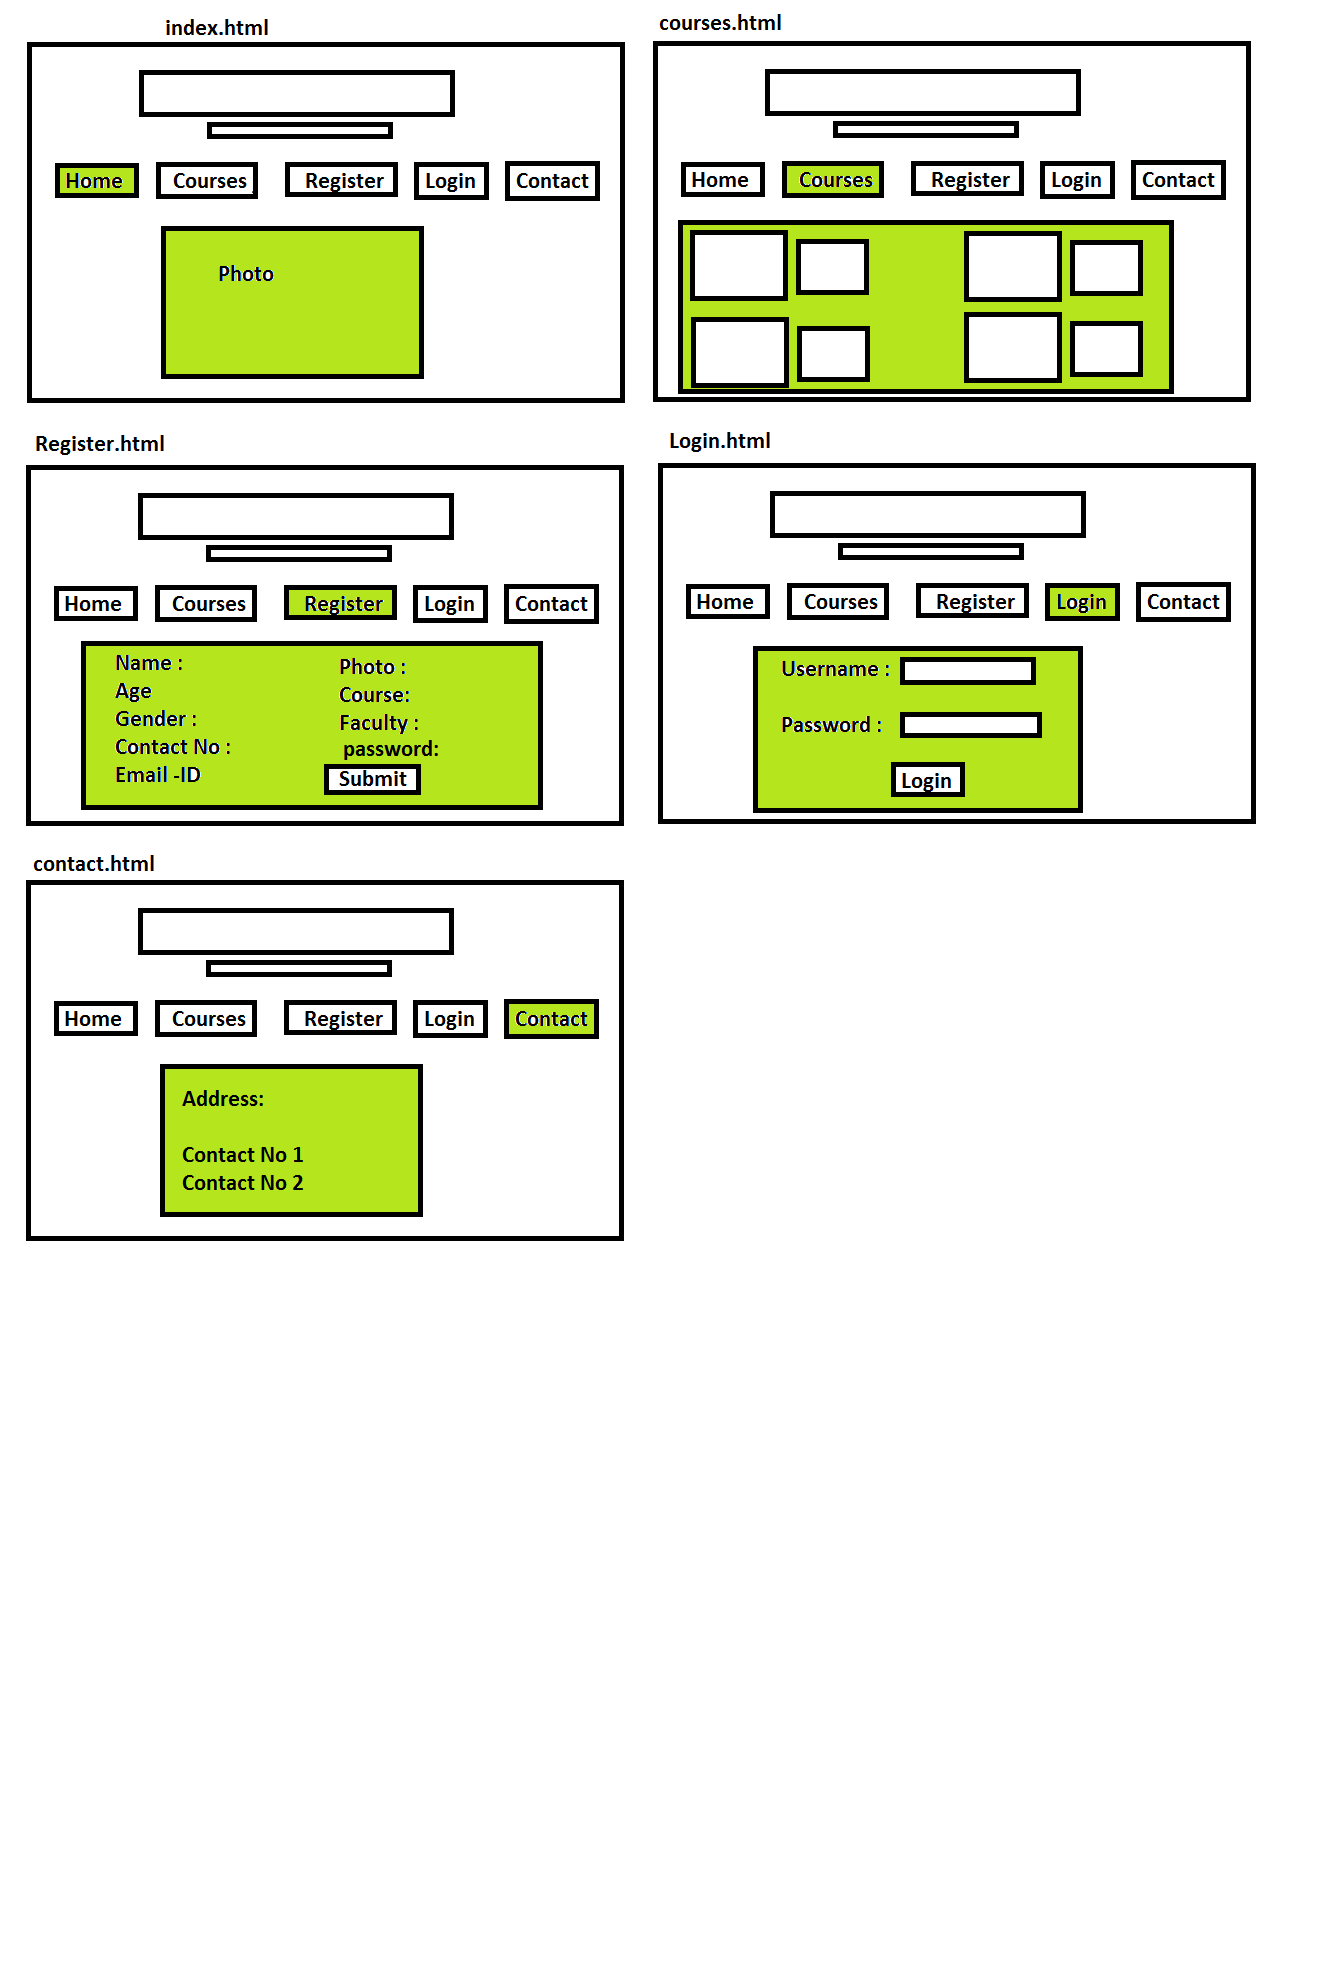 index.html
Home Courses Register Login Contact
Photo
courses.html
Home Courses Register Login Contact
Register.html
Home Courses Register Login Contact
Name :
Age
Gender :
Contact No :
Email -ID
Photo :
Course:
Faculty :
password:
Submit
Login.html
Home Courses Register Login Contact
Username :
Password :
Login
contact.html
Home Courses Register Login Contact
Address:
Contact No 1
Contact No 2